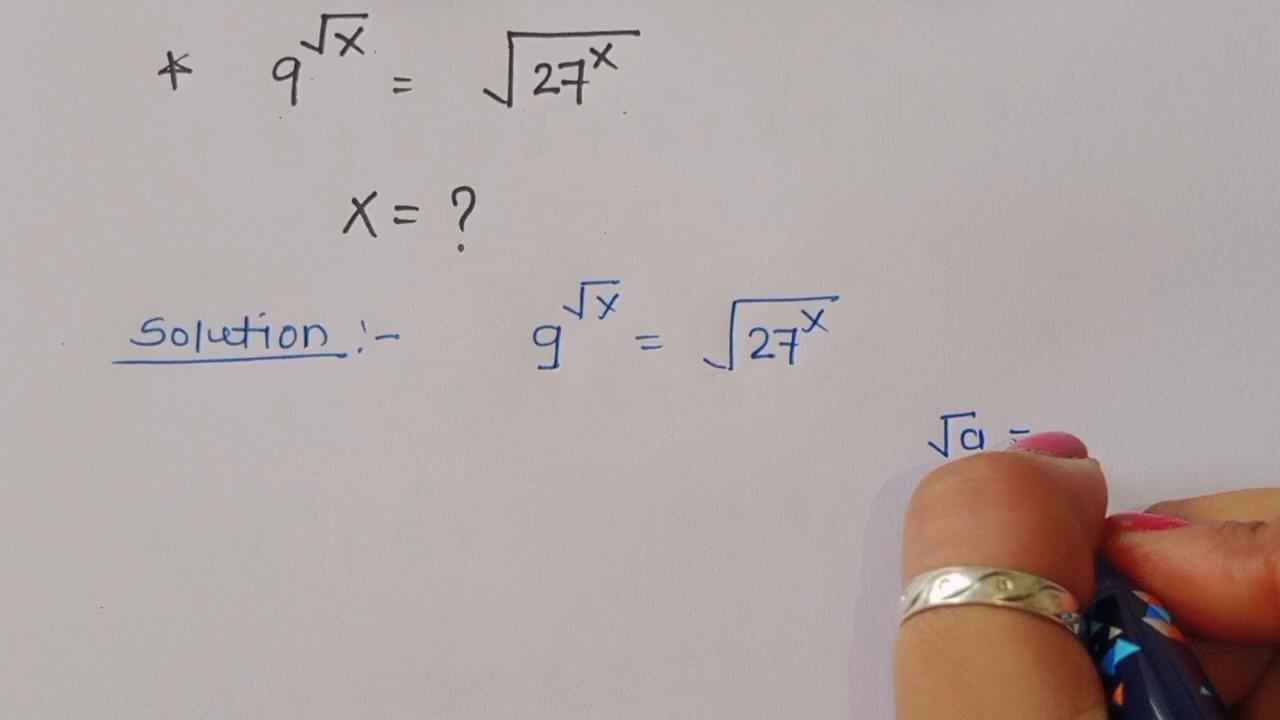 * 9^√x = √27^x
x = ?
Solution :- 9^√x = √27^x
√a =